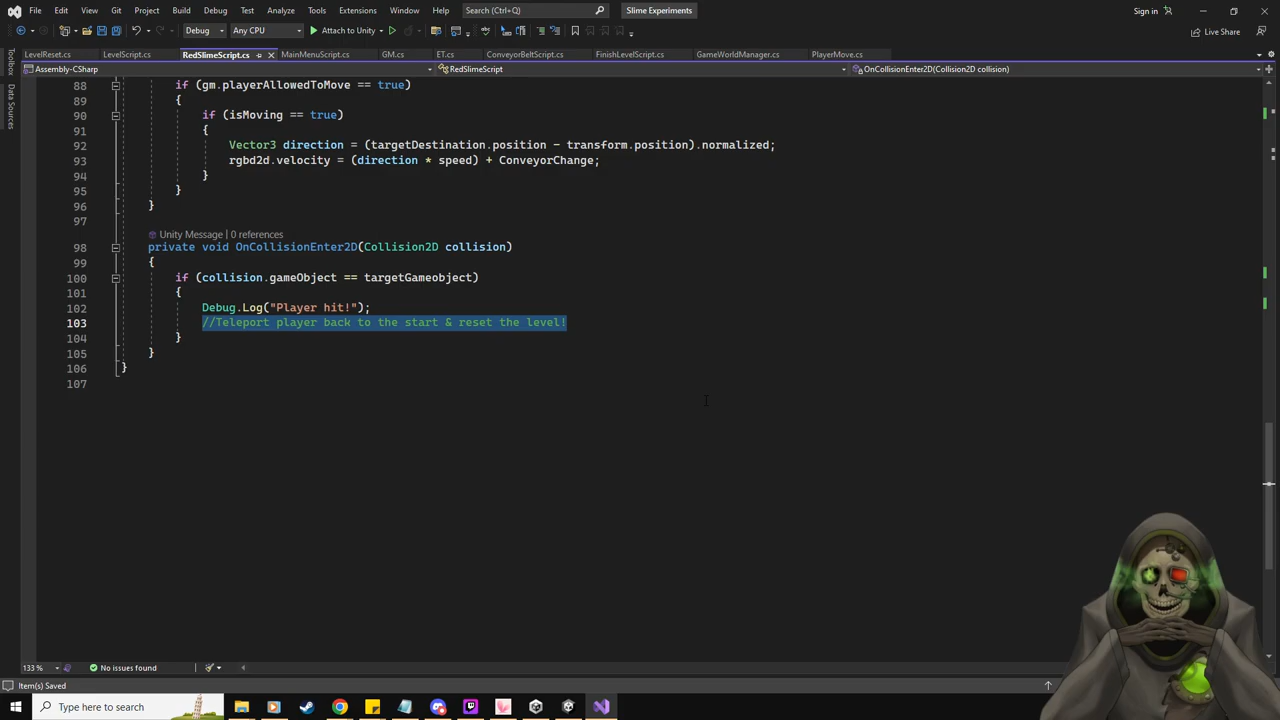 File Edit View Git Project Build Debug Test Analyze Tools Extensions Window Help Search (Ctrl+Q) Slime Experiments Sign in
Debug Any CPU Attach to Unity Live Share
LevelReset.cs LevelScript.cs RedSlimeScript.cs MainMenuScript.cs GM.cs ET.cs ConveyorBeltScript.cs FinishLevelScript.cs GameWorldManager.cs PlayerMove.cs
Toolbox
Data Sources
Assembly-CSharp RedSlimeScript OnCollisionEnter2D(Collision2D collision)
88 if (gm.playerAllowedToMove == true)
89 {
90 if (isMoving == true)
91 {
92 Vector3 direction = (targetDestination.position - transform.position).normalized;
93 rgbd2d.velocity = (direction * speed) + ConveyorChange;
94 }
95 }
96 }
97
Unity Message | 0 references
98 private void OnCollisionEnter2D(Collision2D collision)
99 {
100 if (collision.gameObject == targetGameobject)
101 {
102 Debug.Log("Player hit!");
103 //Teleport player back to the start & reset the level!
104 }
105 }
106 }
107
133 % No issues found
Item(s) Saved
Type here to search